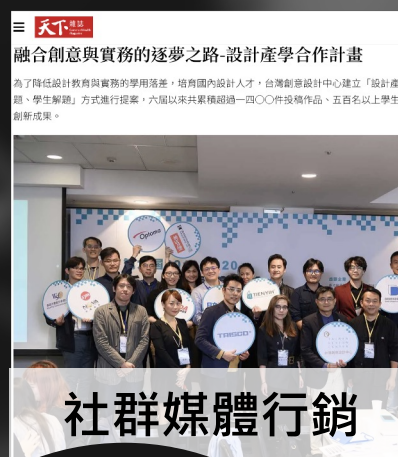 天下雜誌
融合創意與實務的逐夢之路-設計產學合作計畫
為了降低設計教育與實務的學用落差，培育國內設計人才，台灣創意設計中心建立「設計產
題、學生解題」方式進行提案，六屆以來共累積超過一四〇〇件投稿作品、五百名以上學生
創新成果。
Optoma
TIENYIN
TASCO
社群媒體行銷